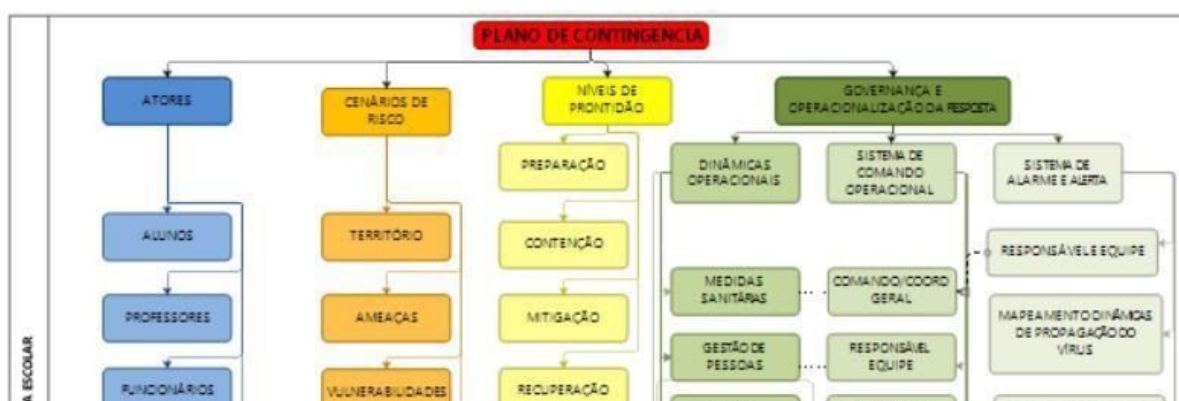 PLANO DE CONTINGENCIA
ATORES
CENÁRIOS DE
RISCO
NÍVEIS DE
PRONTIDÃO
GOVERNANÇA E
OPERACIONALIZAÇÃO DA RESPOSTA
PREPARAÇÃO
DINÂMICAS
OPERACIONAIS
SISTEMA DE
COMANDO
OPERACIONAL
SISTEMA DE
ALARME E ALERTA
ALUNOS
TERRITÓRIO
CONTENÇÃO
RESPONSÁVEL E EQUIPE
MEDIDAS
SANITÁRIAS
COMANDO/COORD
GERAL
PROFESSORES
AMEAÇAS
MITIGAÇÃO
MAPEAMENTO DINÂMICAS
DE PROPAGAÇÃO DO
VÍRUS
GESTÃO DE
PESSOAS
RESPONSÁVEL
EQUIPE
FUNCIONÁRIOS
VULNERABILIDADES
RECUPERAÇÃO
A ESCOLAR